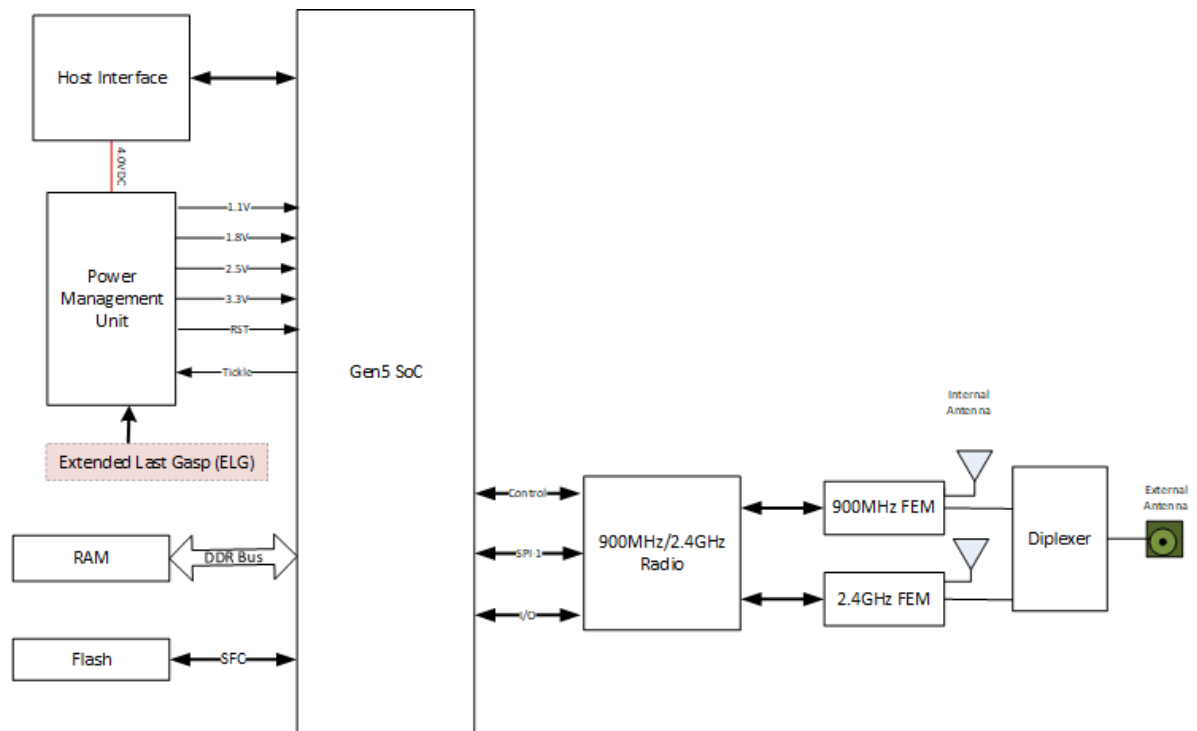 Host Interface
4.0VDC
1.1V
1.8V
2.5V
3.3V
RST
Tickle
Power
Management
Unit
Extended Last Gasp (ELG)
RAM
DDR Bus
Flash
SFC
Gen5 SoC
Control
SPI 1
I/O
900MHz/2.4GHz
Radio
Internal
Antenna
900MHz FEM
2.4GHz FEM
Diplexer
External
Antenna